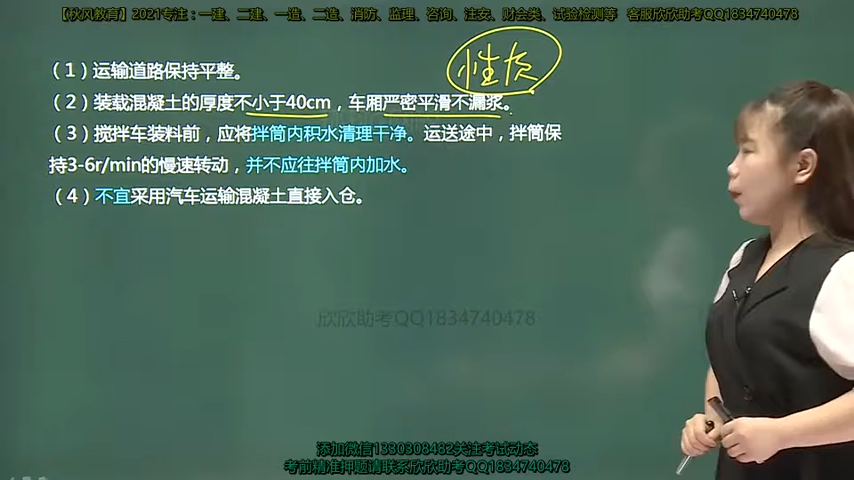 【秋风教育】2021专注：一建、二建、一造、二造、消防、监理、咨询、注安、财会类、试验检测等 客服欣欣助考QQ1834740478
性质
（1）运输道路保持平整。
（2）装载混凝土的厚度不小于40cm，车厢严密平滑不漏浆。
（3）搅拌车装料前，应将拌筒内积水清理干净。运送途中，拌筒保
持3-6r/min的慢速转动，并不应往拌筒内加水。
（4）不宜采用汽车运输混凝土直接入仓。
欣欣助考QQ1834740478
添加微信1330308482关注考试动态
考前精准押题请联系欣欣助考QQ1834740478